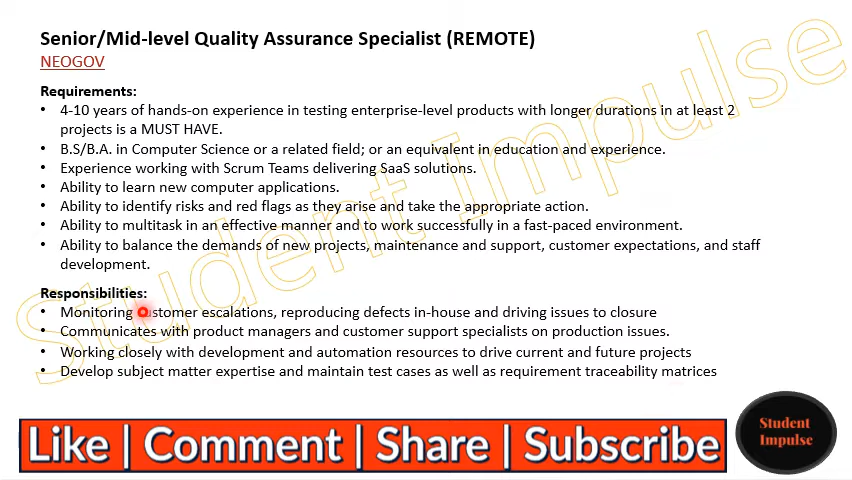 Senior/Mid-level Quality Assurance Specialist (REMOTE)
NEOGOV
Requirements:
• 4-10 years of hands-on experience in testing enterprise-level products with longer durations in at least 2
projects is a MUST HAVE.
• B.S/B.A. in Computer Science or a related field; or an equivalent in education and experience.
• Experience working with Scrum Teams delivering SaaS solutions.
• Ability to learn new computer applications.
• Ability to identify risks and red flags as they arise and take the appropriate action.
• Ability to multitask in an effective manner and to work successfully in a fast-paced environment.
• Ability to balance the demands of new projects, maintenance and support, customer expectations, and staff
development.
Responsibilities:
• Monitoring customer escalations, reproducing defects in-house and driving issues to closure
• Communicates with product managers and customer support specialists on production issues.
• Working closely with development and automation resources to drive current and future projects
• Develop subject matter expertise and maintain test cases as well as requirement traceability matrices
Student Impulse
Like | Comment | Share | Subscribe
Student
Impulse